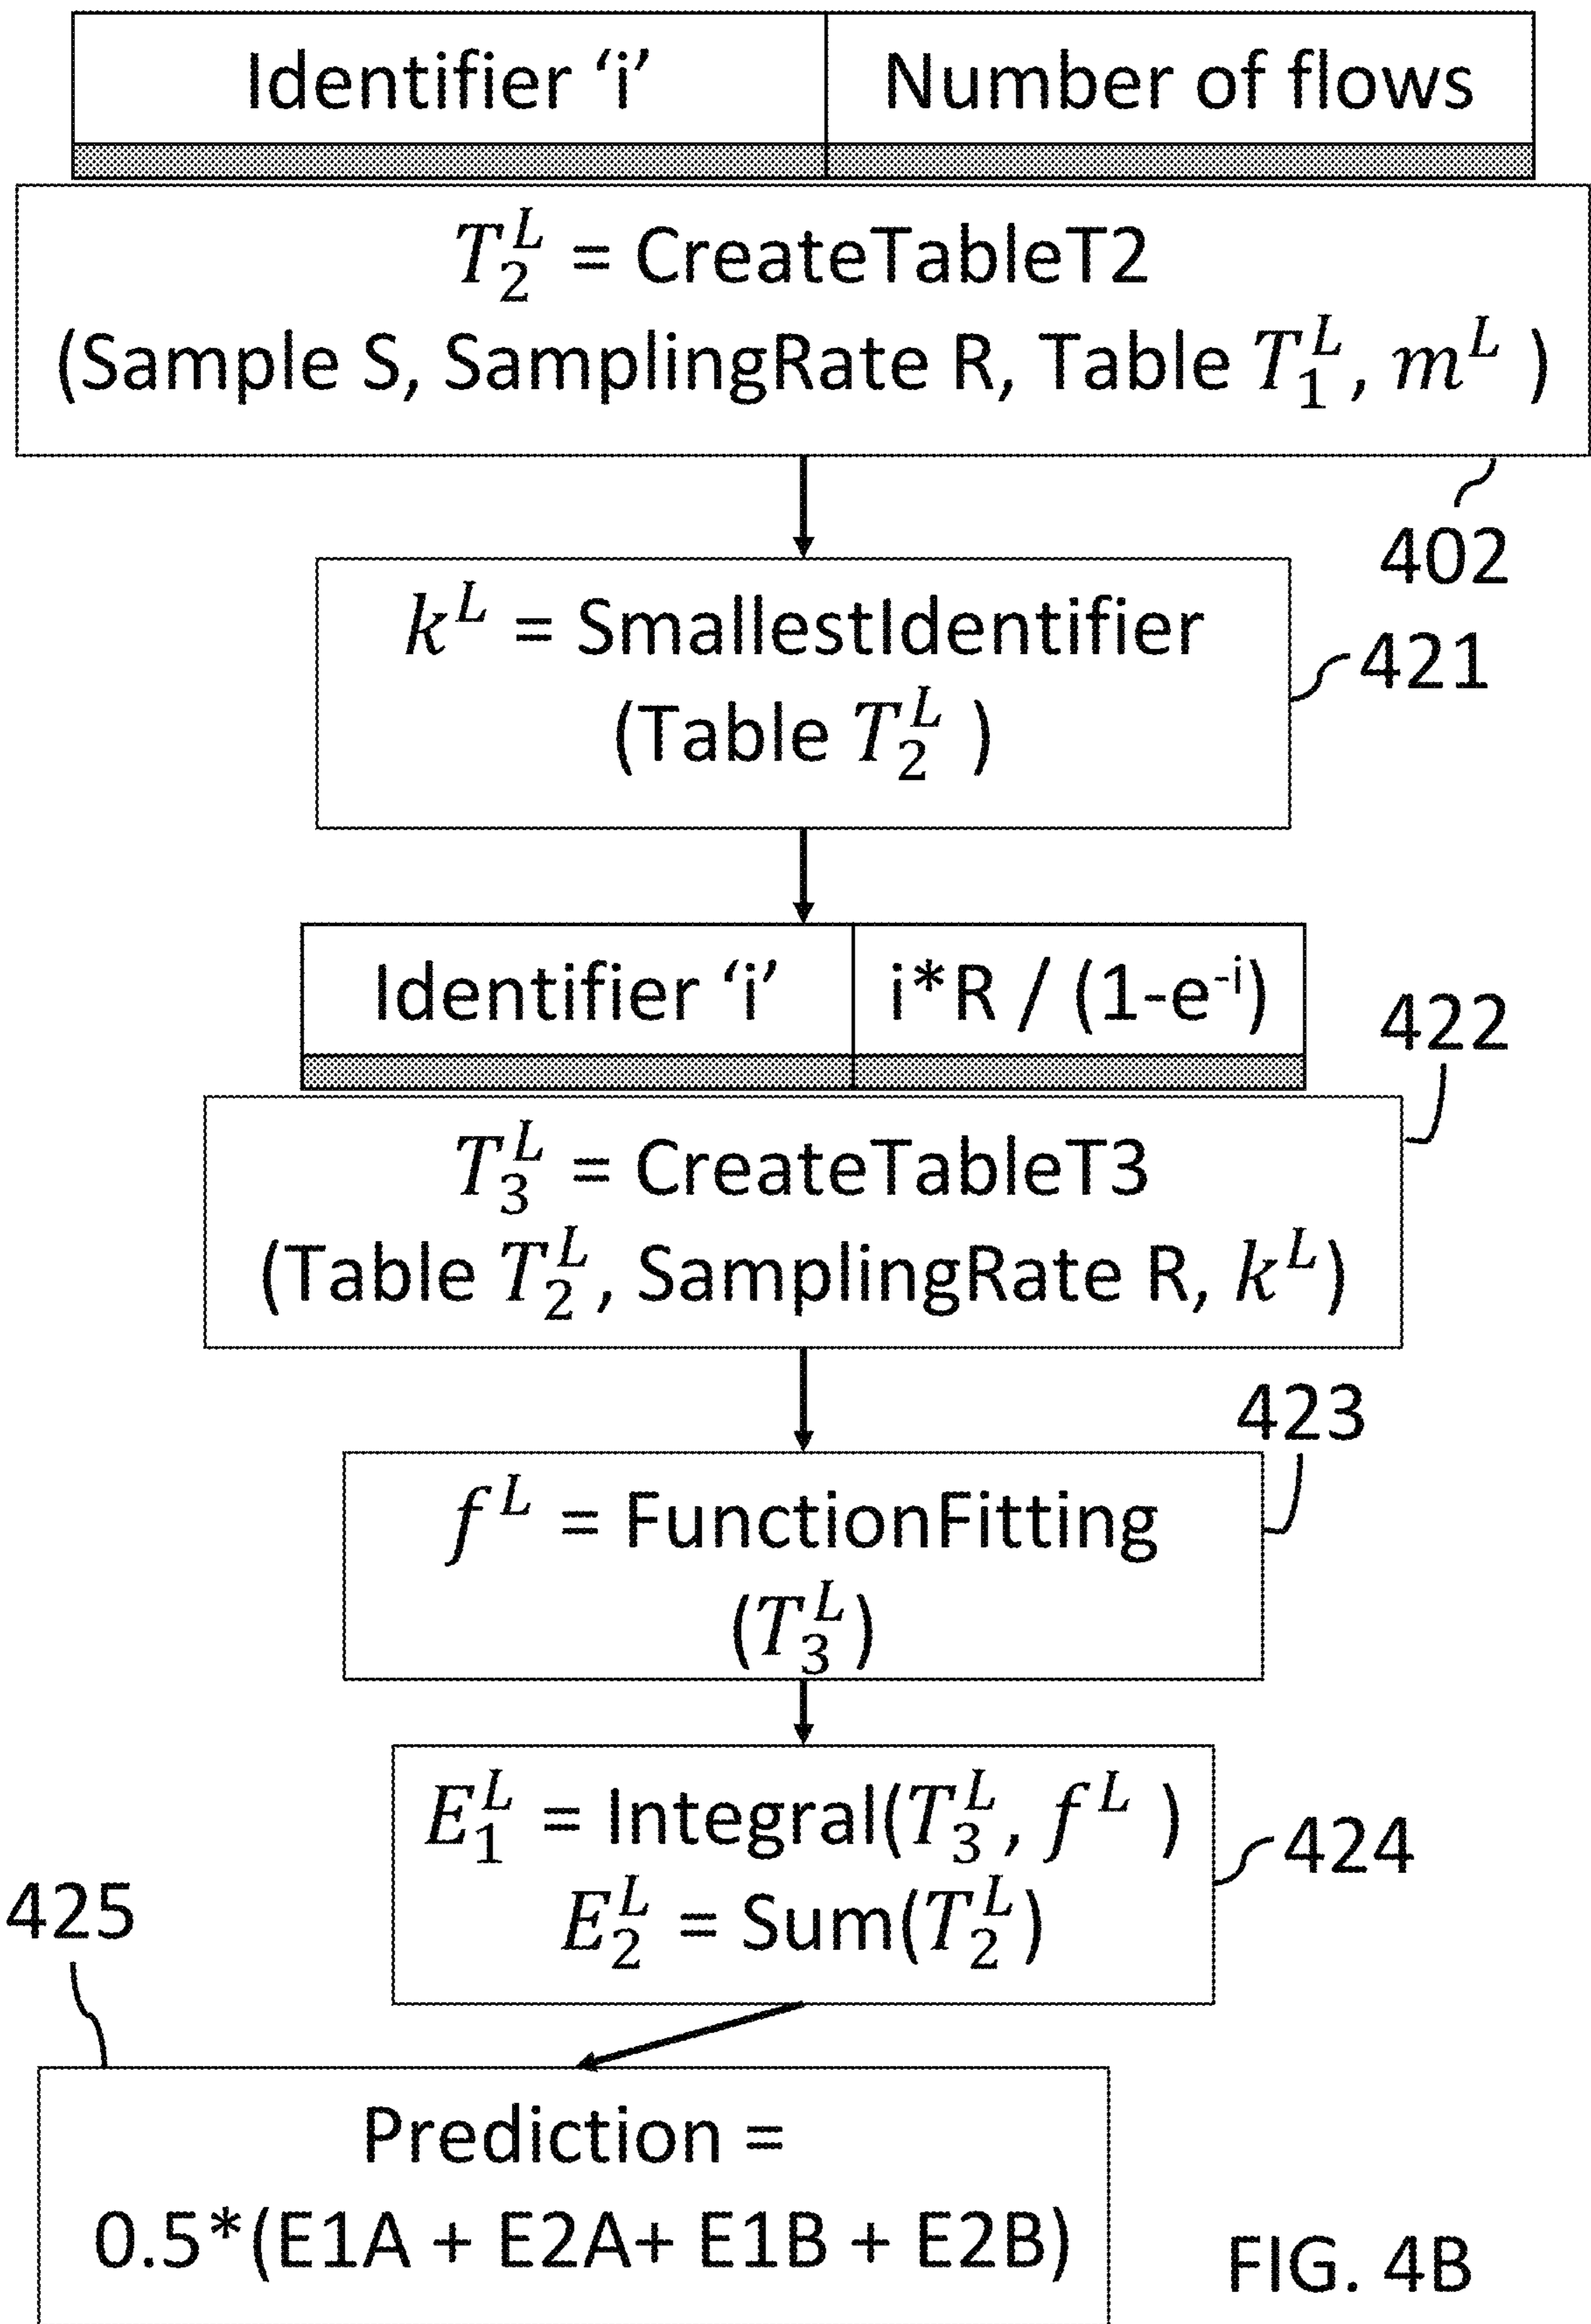 Identifier ‘i’ Number of flows
T₂ᴸ = CreateTableT2
(Sample S, SamplingRate R, Table T₁ᴸ, mᴸ )
402
kᴸ = SmallestIdentifier
421
(Table T₂ᴸ )
Identifier ‘i’ i*R / (1-e⁻ⁱ)
422
T₃ᴸ = CreateTableT3
(Table T₂ᴸ, SamplingRate R, kᴸ)
423
fᴸ = FunctionFitting
(T₃ᴸ)
E₁ᴸ = Integral(T₃ᴸ, fᴸ )
424
E₂ᴸ = Sum(T₂ᴸ)
425
Prediction =
0.5*(E1A + E2A+ E1B + E2B)
FIG. 4B